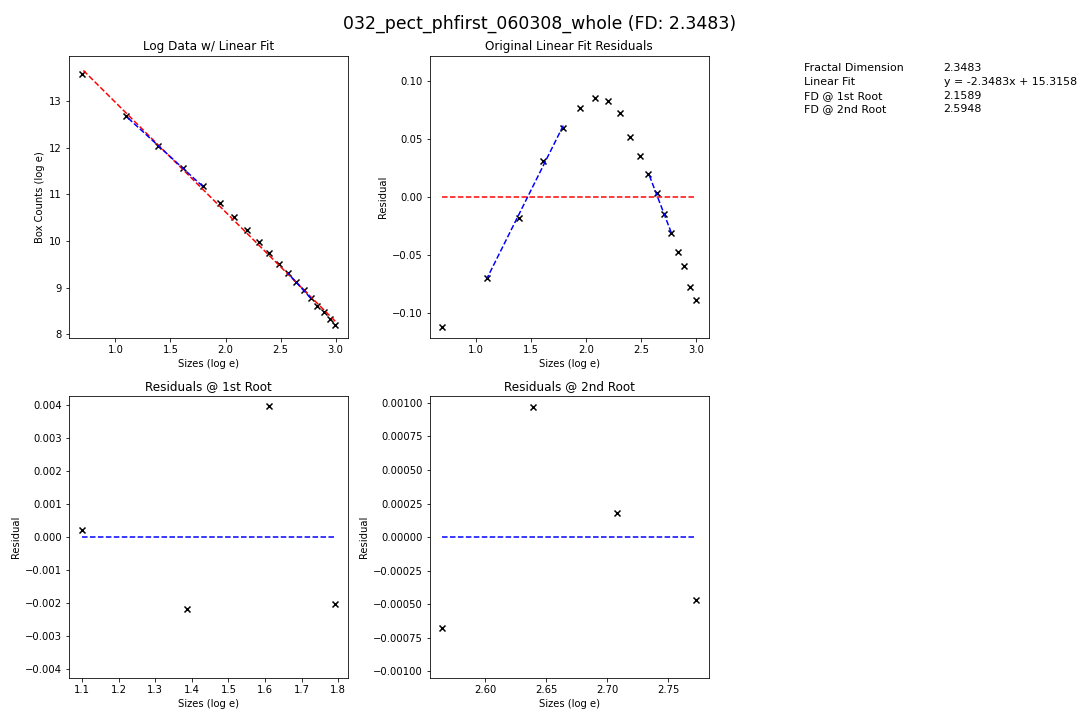 032_pect_phfirst_060308_whole (FD: 2.3483)
Log Data w/ Linear Fit
13
12
11
10
9
8
Box Counts (log e)
1.0 1.5 2.0 2.5 3.0
Sizes (log e)
Original Linear Fit Residuals
0.10
0.05
0.00
−0.05
−0.10
Residual
1.0 1.5 2.0 2.5 3.0
Sizes (log e)
Fractal Dimension 2.3483
Linear Fit y = -2.3483x + 15.3158
FD @ 1st Root 2.1589
FD @ 2nd Root 2.5948
Residuals @ 1st Root
0.004
0.003
0.002
0.001
0.000
−0.001
−0.002
−0.003
−0.004
Residual
1.1 1.2 1.3 1.4 1.5 1.6 1.7 1.8
Sizes (log e)
Residuals @ 2nd Root
0.00100
0.00075
0.00050
0.00025
0.00000
−0.00025
−0.00050
−0.00075
−0.00100
Residual
2.60 2.65 2.70 2.75
Sizes (log e)